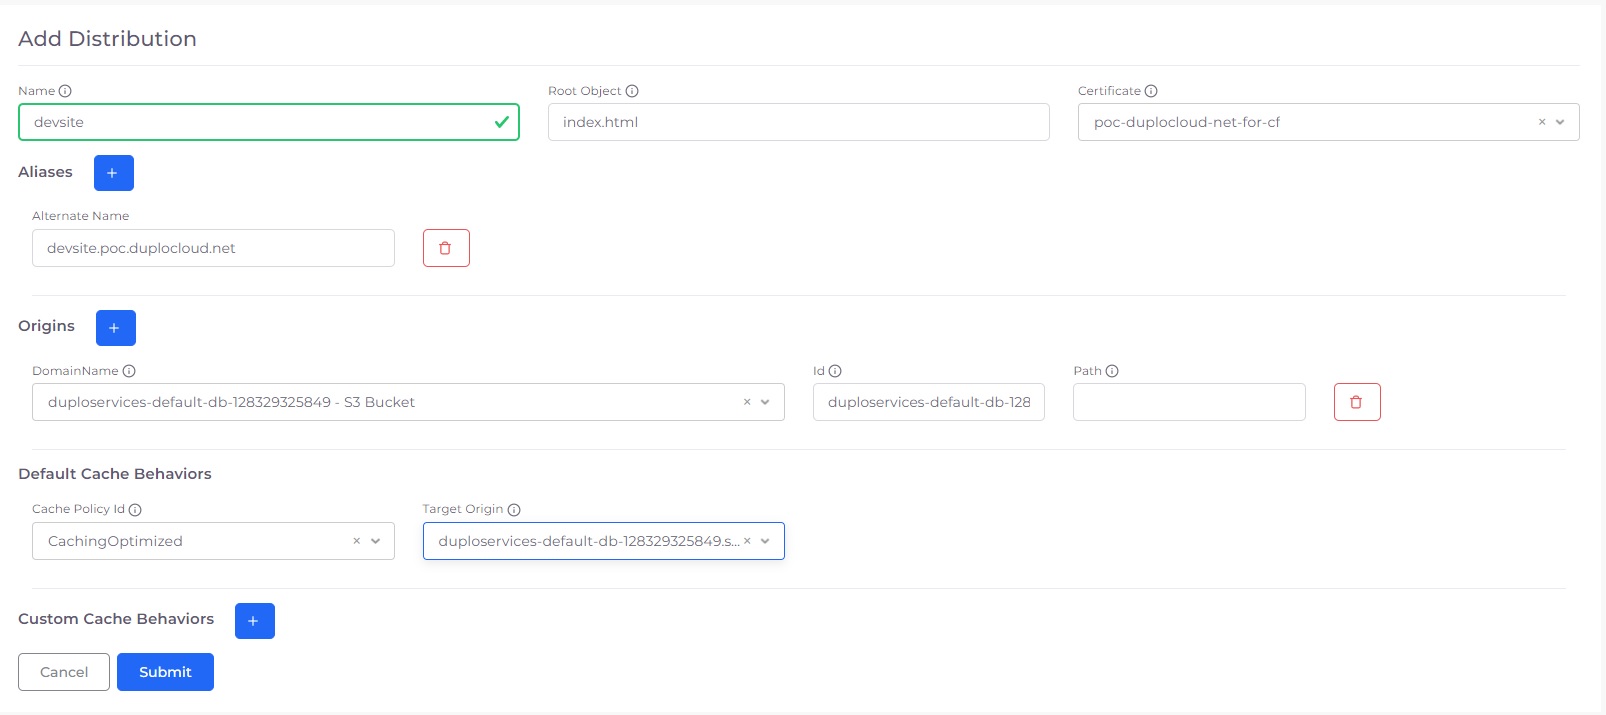 Add Distribution
Name Root Object Certificate
devsite index.html poc-duplocloud-net-for-cf
Aliases +
Alternate Name
devsite.poc.duplocloud.net
Origins +
DomainName Id Path
duploservices-default-db-128329325849 - S3 Bucket duploservices-default-db-128
Default Cache Behaviors
Cache Policy Id Target Origin
CachingOptimized duploservices-default-db-128329325849.s...
Custom Cache Behaviors +
Cancel Submit